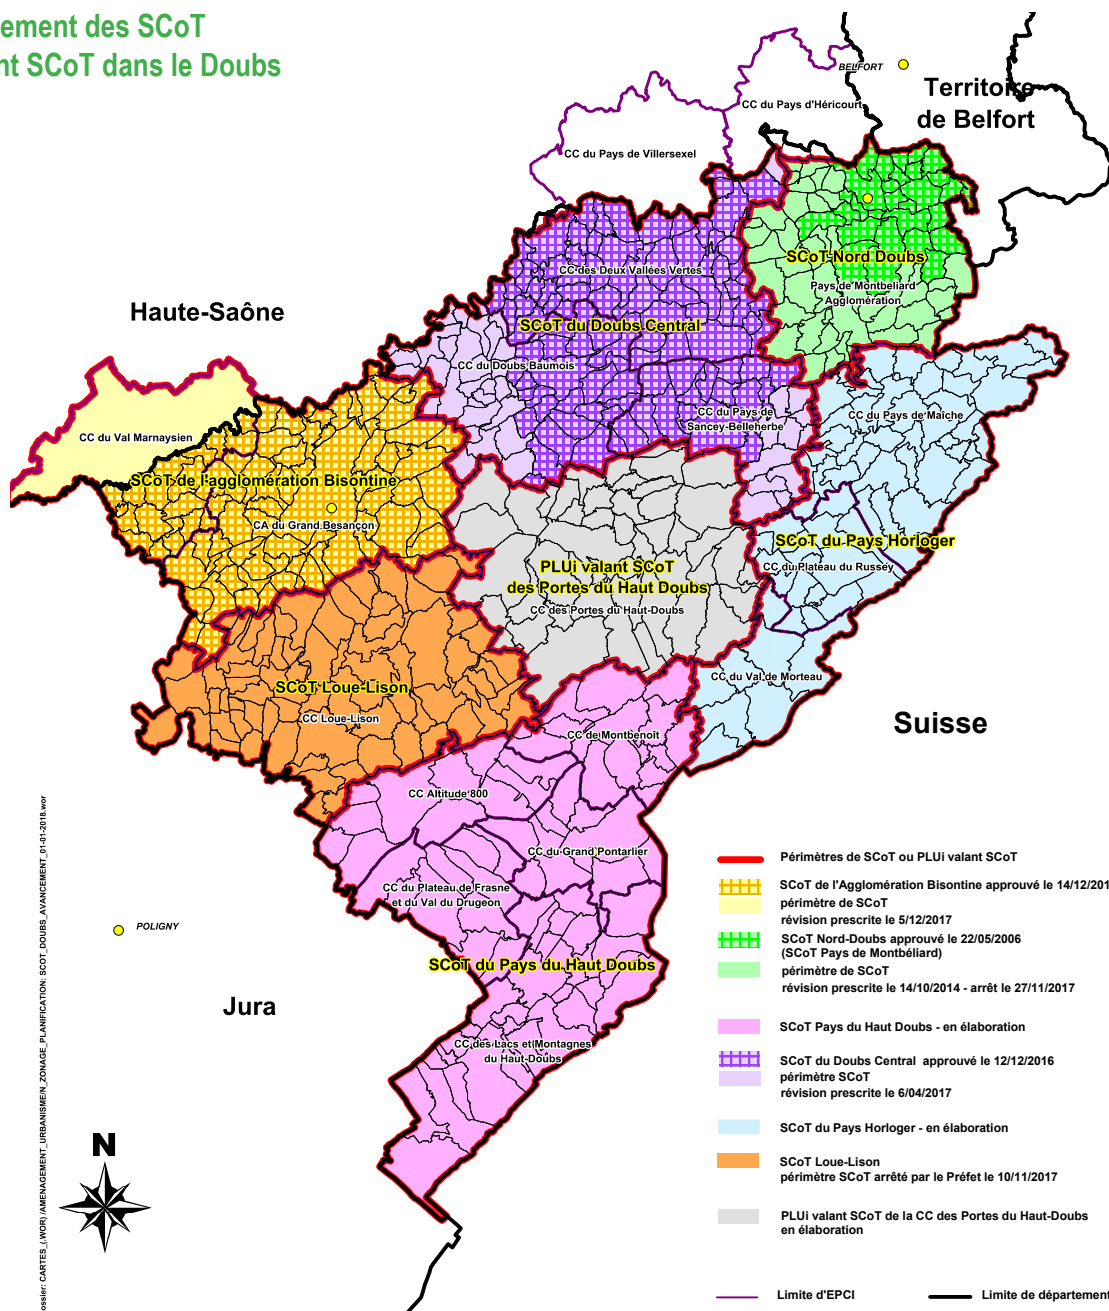 ement des SCoT
nt SCoT dans le Doubs
BELFORT
Territoire
de Belfort
CC du Pays d'Héricourt
CC du Pays de Villersexel
SCoT Nord Doubs
CC des Deux Vallées Vertes
Pays de Montbeliard
Agglomération
Haute-Saône
SCoT du Doubs Central
CC du Doubs Baumois
CC du Pays de
Sancey-Belleherbe
CC du Pays de Maîche
CC du Val Marnaysien
SCoT de l'agglomération Bisontine
CA du Grand Besançon
SCoT du Pays Horloger
PLUi valant SCoT
des Portes du Haut Doubs
CC du Plateau du Russey
CC des Portes du Haut-Doubs
CC du Val de Morteau
SCoT Loue-Lison
CC Loue-Lison
Suisse
CC de Montbenoît
CC Altitude 800
CC du Grand Pontarlier
CC du Plateau de Frasne
et du Val du Drugeon
POLIGNY
SCoT du Pays du Haut Doubs
Jura
CC des Lacs et Montagnes
du Haut-Doubs
N
ossier: CARTES_(.WOR) /AMENAGEMENT_URBANISME/N_ZONAGE_PLANIFICATION: SCOT_DOUBS_AVANCEMENT_01-01-2018.wor
Périmètres de SCoT ou PLUi valant SCoT
SCoT de l'Agglomération Bisontine approuvé le 14/12/201
périmètre de SCoT
révision prescrite le 5/12/2017
SCoT Nord-Doubs approuvé le 22/05/2006
(SCoT Pays de Montbéliard)
périmètre de SCoT
révision prescrite le 14/10/2014 - arrêt le 27/11/2017
SCoT Pays du Haut Doubs - en élaboration
SCoT du Doubs Central approuvé le 12/12/2016
périmètre SCoT
révision prescrite le 6/04/2017
SCoT du Pays Horloger - en élaboration
SCoT Loue-Lison
périmètre SCoT arrêté par le Préfet le 10/11/2017
PLUi valant SCoT de la CC des Portes du Haut-Doubs
en élaboration
Limite d'EPCI
Limite de département